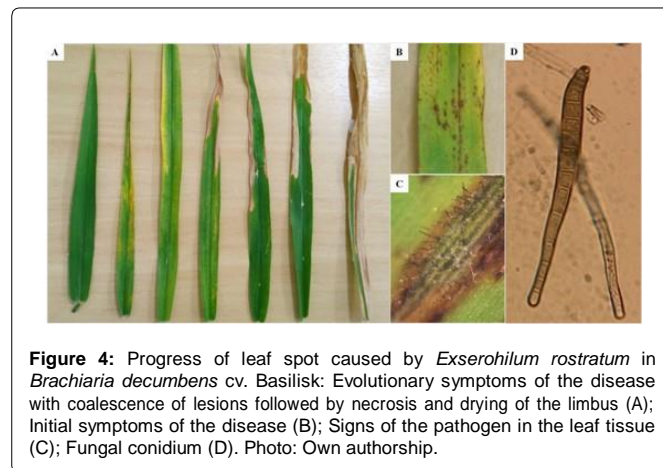 A
B
D
C
Figure 4: Progress of leaf spot caused by Exserohilum rostratum in
Brachiaria decumbens cv. Basilisk: Evolutionary symptoms of the disease
with coalescence of lesions followed by necrosis and drying of the limbus (A);
Initial symptoms of the disease (B); Signs of the pathogen in the leaf tissue
(C); Fungal conidium (D). Photo: Own authorship.